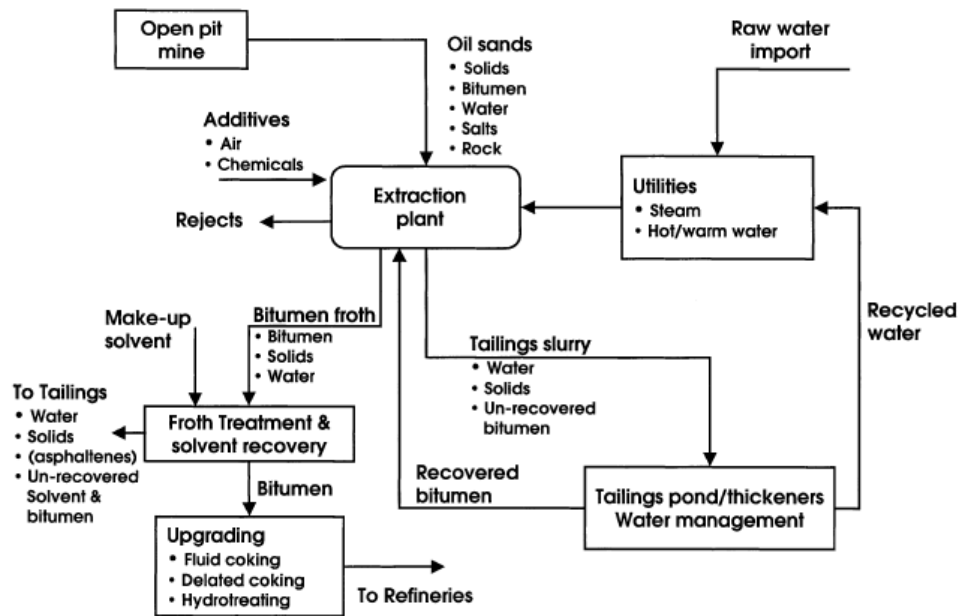 Open pit
mine
Oil sands
• Solids
• Bitumen
• Water
• Salts
• Rock
Raw water
import
Additives
• Air
• Chemicals
Extraction
plant
Utilities
• Steam
• Hot/warm water
Rejects
Make-up
solvent
Bitumen froth
• Bitumen
• Solids
• Water
Tailings slurry
• Water
• Solids
• Un-recovered
bitumen
Recycled
water
To Tailings
• Water
• Solids
• (asphaltenes)
• Un-recovered
Solvent &
bitumen
Froth Treatment &
solvent recovery
Bitumen
Recovered
bitumen
Tailings pond/thickeners
Water management
Upgrading
• Fluid coking
• Delated coking
• Hydrotreating
To Refineries